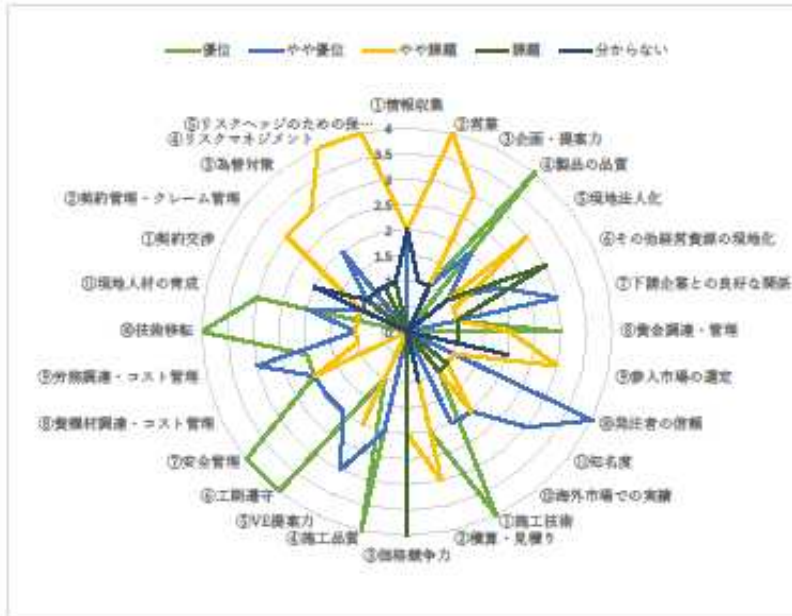 優位 やや優位 やや課題 課題 分からない
①情報収集
②営業
③企画・提案力
④製品の品質
⑤現地法人化
⑥その他経営資源の現地化
⑦下請企業との良好な関係
⑧資金調達・管理
⑨参入市場の選定
⑩発注者の信頼
⑪知名度
⑫海外市場での実績
①施工技術
②積算・見積り
③価格競争力
④施工品質
⑤VE提案力
⑥工期遵守
⑦安全管理
⑧資機材調達・コスト管理
⑨労務調達・コスト管理
⑩技術移転
⑪現地人材の育成
①契約交渉
②契約管理・クレーム管理
③為替対策
④リスクマネジメント
⑤リスクヘッジのための保…
4
3.5
3
2.5
2
1.5